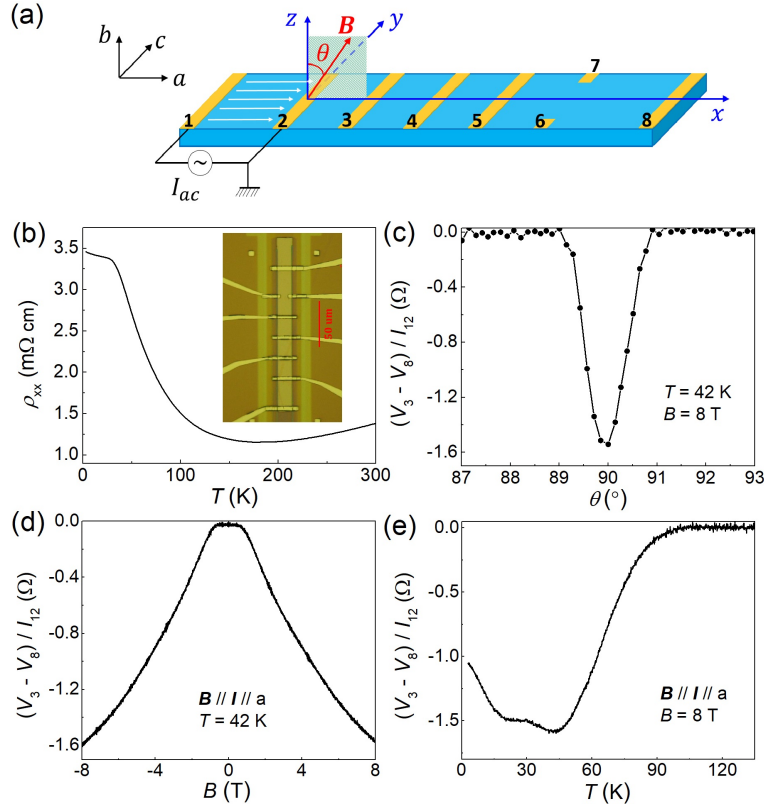 (a)
b
c
a
z
B
y
θ
7
1
2
3
4
5
6
8
x
I_ac
~
(b)
3.5
3.0
2.5
2.0
1.5
1.0
ρ_xx (mΩ cm)
50 um
0 100 200 300
T (K)
(c)
0.0
-0.4
-0.8
-1.2
-1.6
(V_3 - V_8) / I_12 (Ω)
T = 42 K
B = 8 T
87 88 89 90 91 92 93
θ (°)
(d)
0.0
-0.4
-0.8
-1.2
-1.6
(V_3 - V_8) / I_12 (Ω)
B // I // a
T = 42 K
-8 -4 0 4 8
B (T)
(e)
0.0
-0.5
-1.0
-1.5
(V_3 - V_8) / I_12 (Ω)
B // I // a
B = 8 T
0 30 60 90 120
T (K)